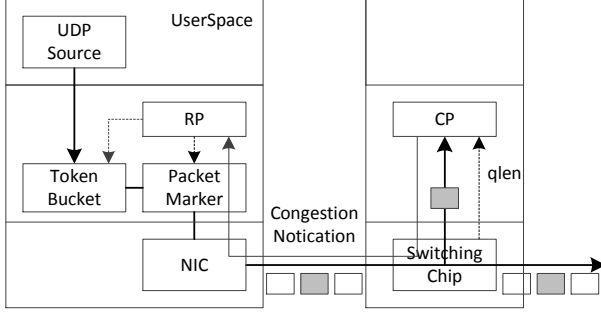 UDP
Source
UserSpace
RP
CP
Token
Bucket
Packet
Marker
qlen
Congestion
Notication
NIC
Switching
Chip